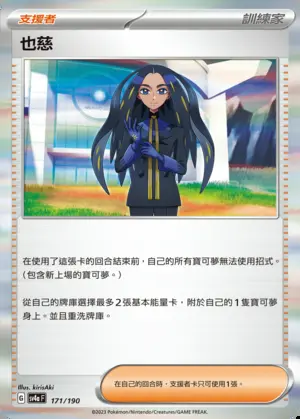 支援者
訓練家
也慈
在使用了這張卡的回合結束前，自己的所有寶可夢無法使用招式。
（包含新上場的寶可夢。）
從自己的牌庫選擇最多2張基本能量卡，附於自己的1隻寶可夢
身上。並且重洗牌庫。
Illus. kirisAki
G sv4a F 171/190
在自己的回合時，支援者卡只可使用1張。
©2023 Pokémon/Nintendo/Creatures/GAME FREAK.